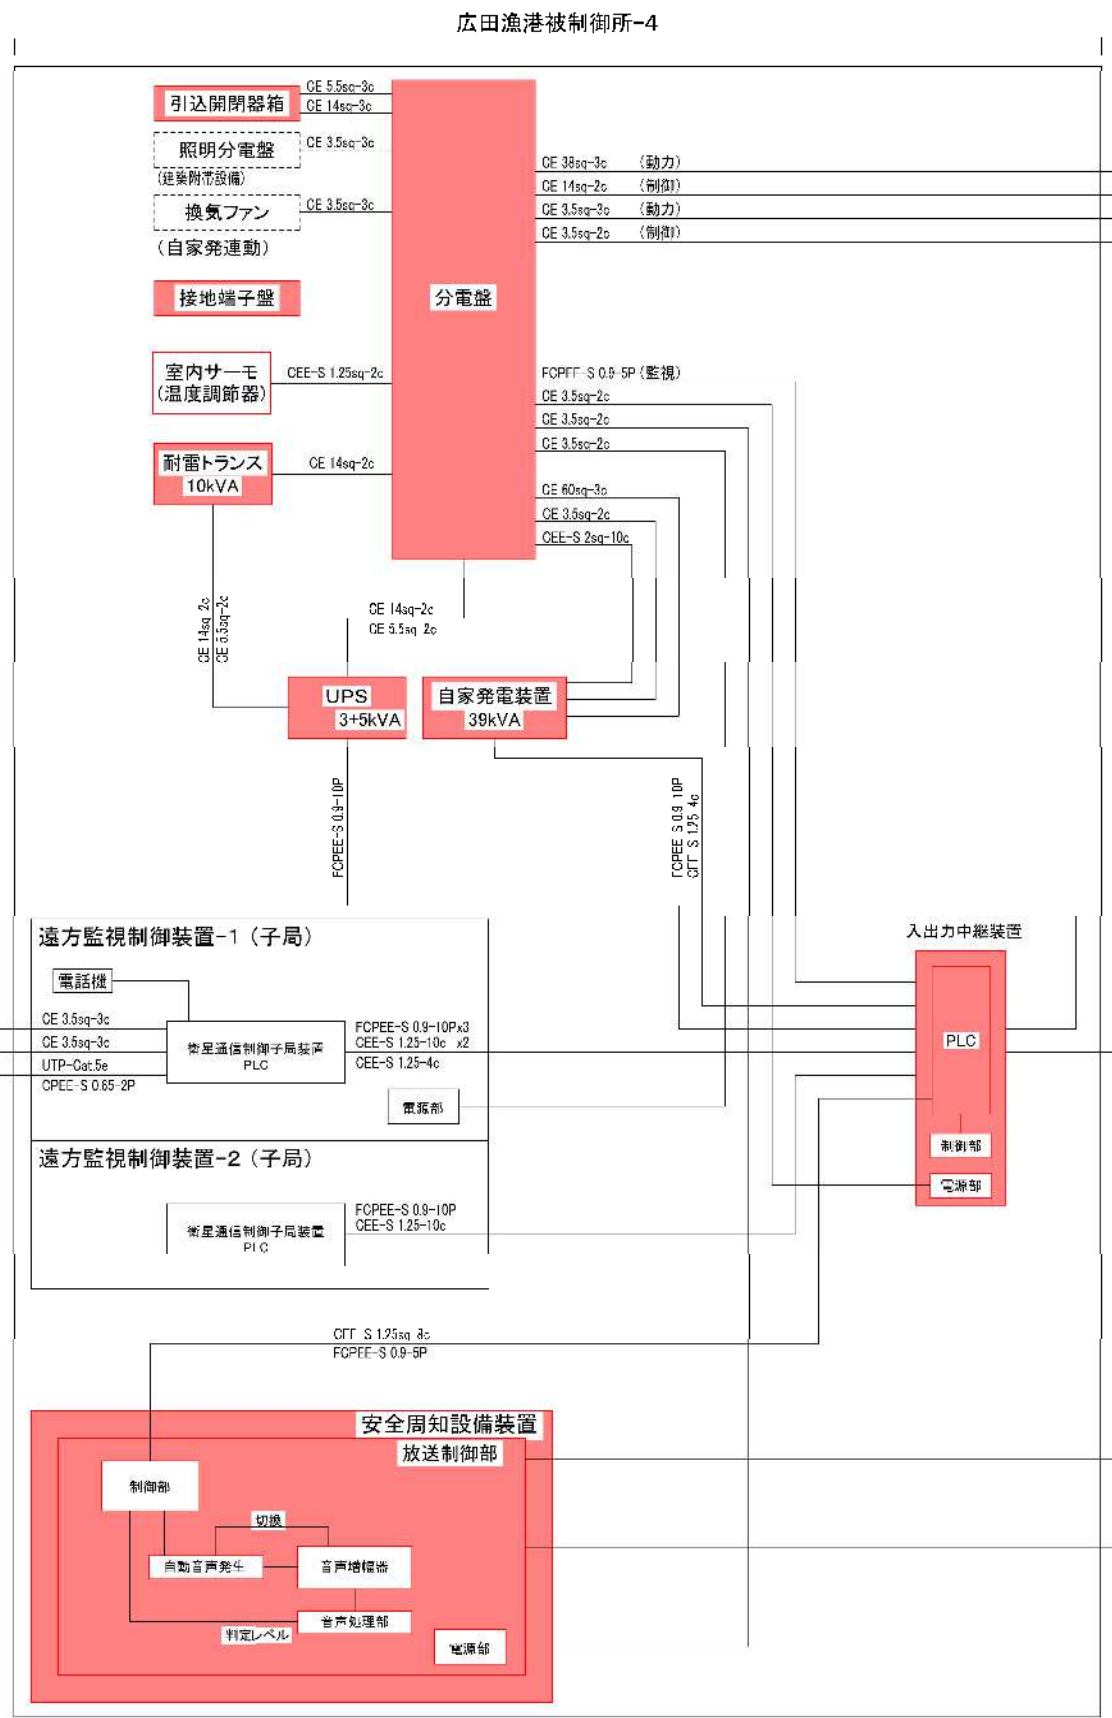 広田漁港被制御所-4
引込開閉器箱
CE 5.5sq-3c
CE 14sq-3c
照明分電盤
CE 3.5sq-3c
(建築附帯設備)
換気ファン
CE 3.5sq-3c
(自家発連動)
接地端子盤
分電盤
CE 38sq-3c (動力)
CE 14sq-2c (制御)
CE 3.5sq-3c (動力)
CE 3.5sq-2c (制御)
室内サーモ
(温度調節器)
CEE-S 1.25sq-2c
FCPEE-S 0.9-5P (監視)
CE 3.5sq-2c
CE 3.5sq-2c
CE 3.5sq-2c
耐雷トランス
10kVA
CE 14sq-2c
CE 60sq-3c
CE 3.5sq-2c
CEE-S 2sq-10c
CE 14sq-2c
CE 5.5sq-2c
CE 14sq-2c
CE 5.5sq-2c
UPS
3+5kVA
自家発電装置
39kVA
FCPEE-S 0.9-10P
FCPEE-S 0.9-10P
CEE-S 1.25-4c
遠方監視制御装置-1 (子局)
電話機
CE 3.5sq-3c
CE 3.5sq-3c
UTP-Cat.5e
CPEE-S 0.65-2P
衛星通信制御子局装置
PLC
FCPEE-S 0.9-10Px3
CEE-S 1.25-10c x2
CEE-S 1.25-4c
電源部
入出力中継装置
PLC
制御部
電源部
遠方監視制御装置-2 (子局)
衛星通信制御子局装置
PLC
FCPEE-S 0.9-10P
CEE-S 1.25-10c
CEE-S 1.25sq-8c
FCPEE-S 0.9-5P
安全周知設備装置
放送制御部
制御部
切換
自動音声発生
音声増幅器
音声処理部
判定レベル
電源部